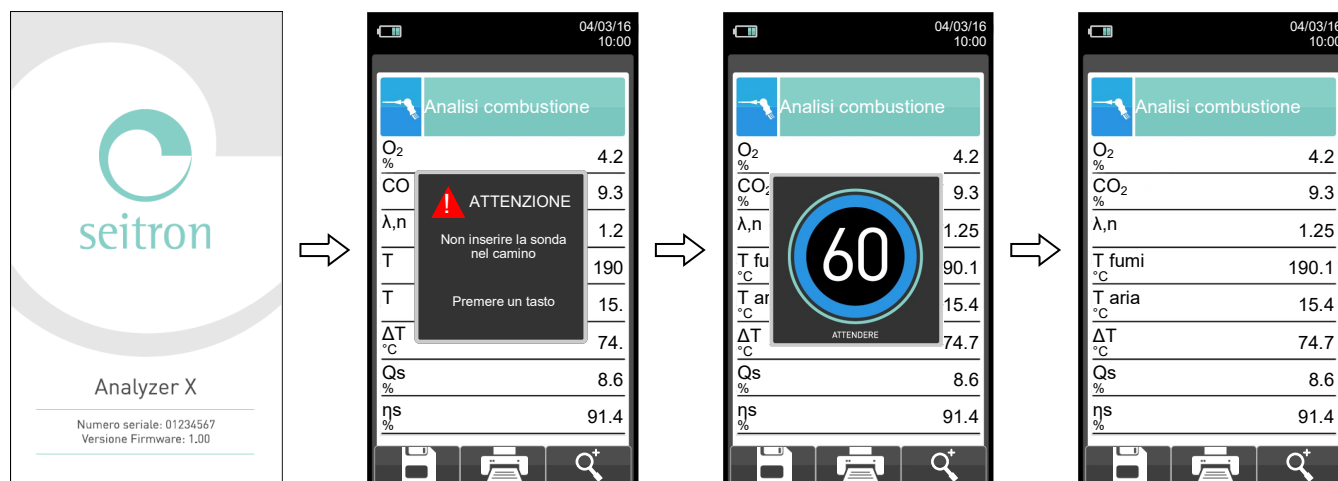 seitron
Analyzer X
Numero seriale: 01234567
Versione Firmware: 1.00
04/03/16
10:00
Analisi combustione
O2
%
4.2
CO
9.3
λ,n
1.2
T
190
T
15.
ΔT
°C
74.
Qs
%
8.6
ηs
%
91.4
! ATTENZIONE
Non inserire la sonda
nel camino
Premere un tasto
04/03/16
10:00
Analisi combustione
O2
%
4.2
CO2
%
9.3
λ,n
1.25
T fu
°C
90.1
T ar
°C
15.4
ΔT
°C
74.7
Qs
%
8.6
ηs
%
91.4
60
ATTENDERE
04/03/16
10:00
Analisi combustione
O2
%
4.2
CO2
%
9.3
λ,n
1.25
T fumi
°C
190.1
T aria
°C
15.4
ΔT
°C
74.7
Qs
%
8.6
ηs
%
91.4